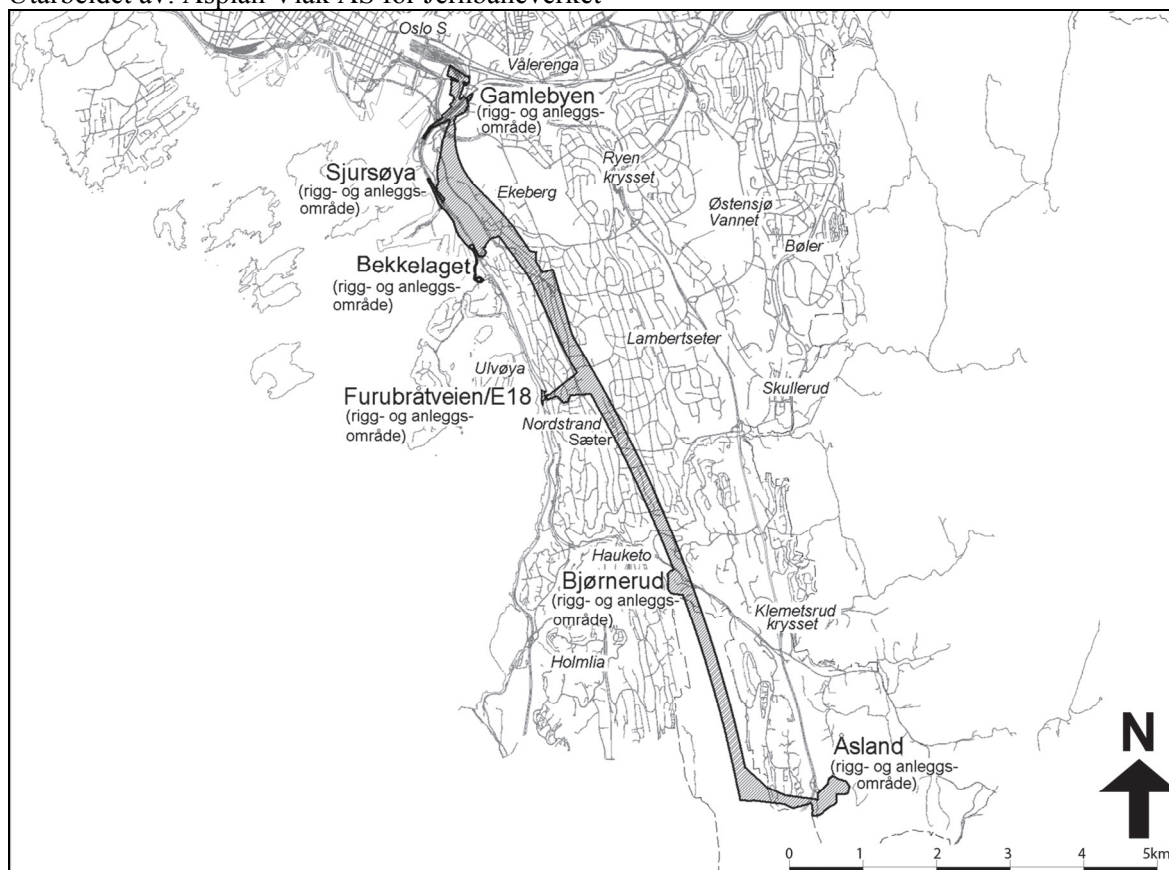 Utarbeidet av: Asplan Viak AS for Jernbaneverket
Oslo S
Vålerenga
Gamlebyen
(rigg- og anleggs-
område)
Sjursøya
(rigg- og anleggs-
område)
Ryen
krysset
Ekeberg
Østensjø
Vannet
Bøler
Bekkelaget
(rigg- og anleggs-
område)
Lambertseter
Ulvøya
Skullerud
Furubråtveien/E18
(rigg- og anleggs-
område)
Nordstrand
Sæter
Hauketo
Bjørnerud
(rigg- og anleggs-
område)
Klemetsrud
krysset
Holmlia
Åsland
(rigg- og anleggs-
område)
N
0 1 2 3 4 5km